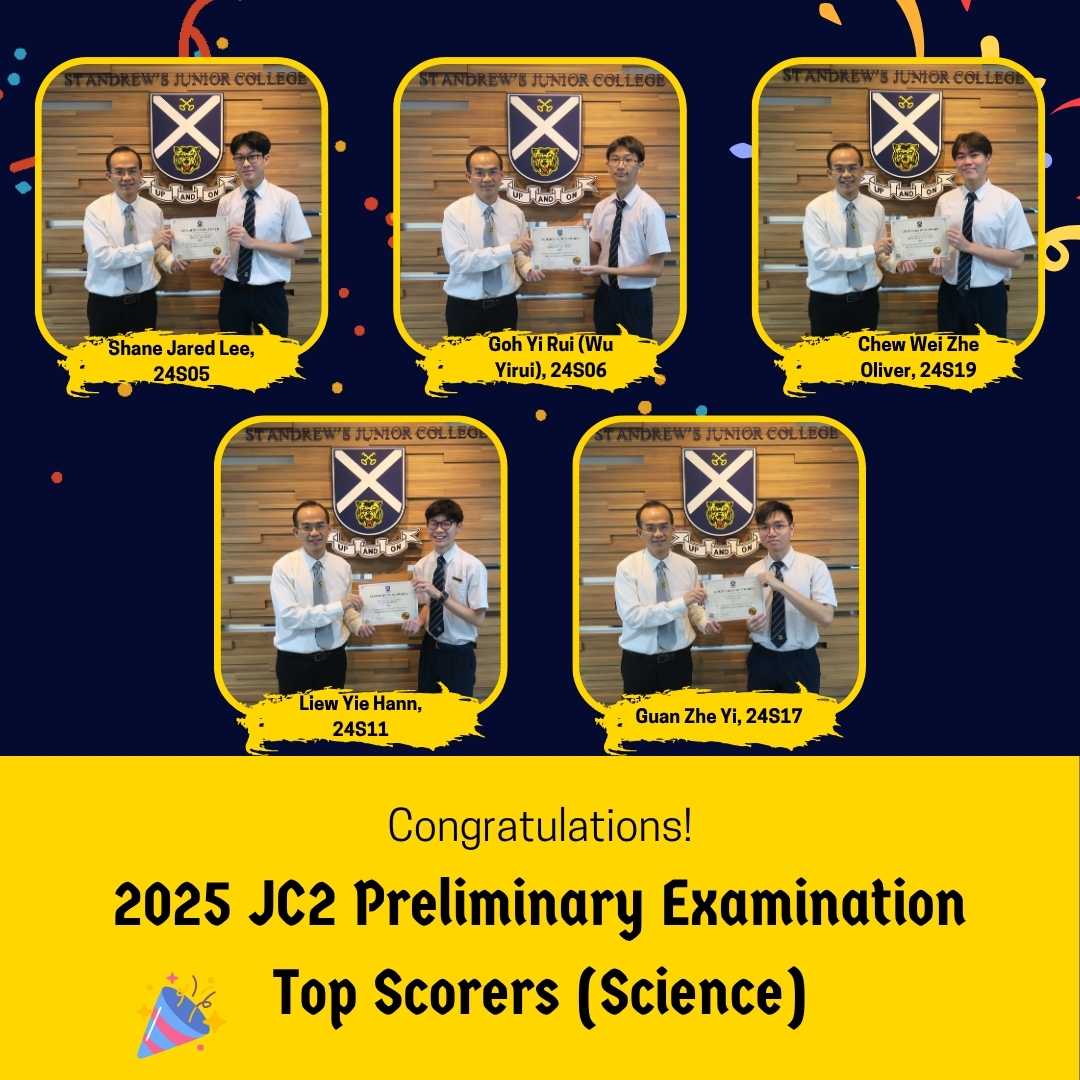 ST ANDREW'S JUNIOR COLLEGE
UP AND ON
Shane Jared Lee,
24S05
ST ANDREW'S JUNIOR COLLEGE
UP AND ON
Goh Yi Rui (Wu
Yirui), 24S06
ST ANDREW'S JUNIOR COLLEGE
UP AND ON
Chew Wei Zhe
Oliver, 24S19
ST ANDREW'S JUNIOR COLLEGE
UP AND ON
Liew Yie Hann,
24S11
ST ANDREW'S JUNIOR COLLEGE
UP AND ON
Guan Zhe Yi, 24S17
Congratulations!
2025 JC2 Preliminary Examination
Top Scorers (Science)